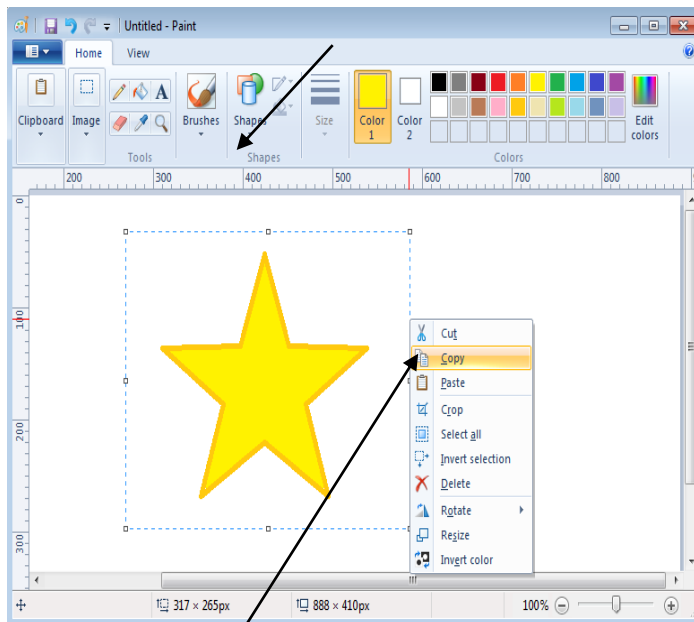 Untitled - Paint
Home View
Clipboard Image Brushes Shapes Size Color 1 Color 2 Edit colors
Tools Shapes Colors
200 300 400 500 600 700 800
0
100
200
300
Cut
Copy
Paste
Crop
Select all
Invert selection
Delete
Rotate
Resize
Invert color
317 × 265px 888 × 410px 100%